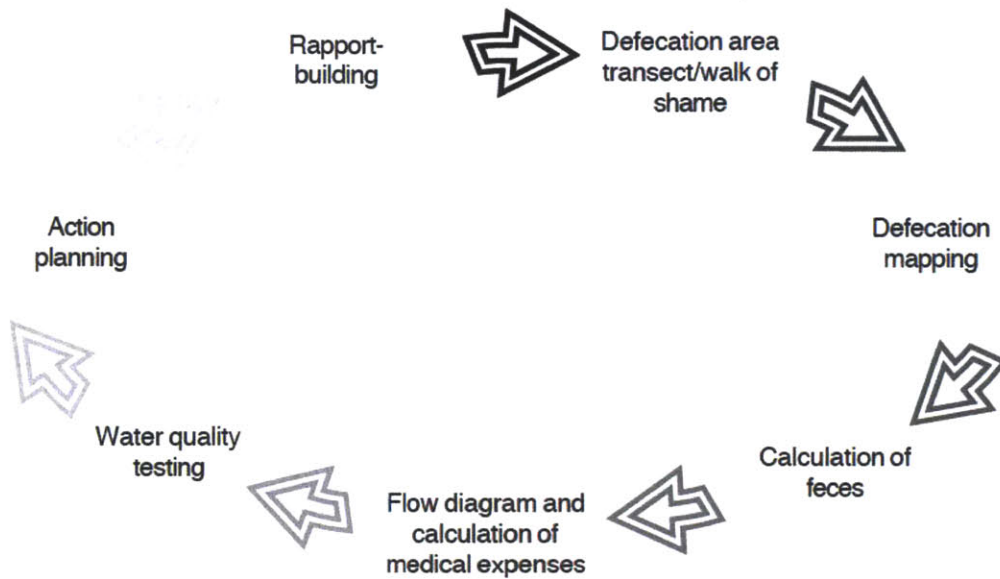 Rapport-
building
Defecation area
transect/walk of
shame
Defecation
mapping
Calculation of
feces
Flow diagram and
calculation of
medical expenses
Water quality
testing
Action
planning